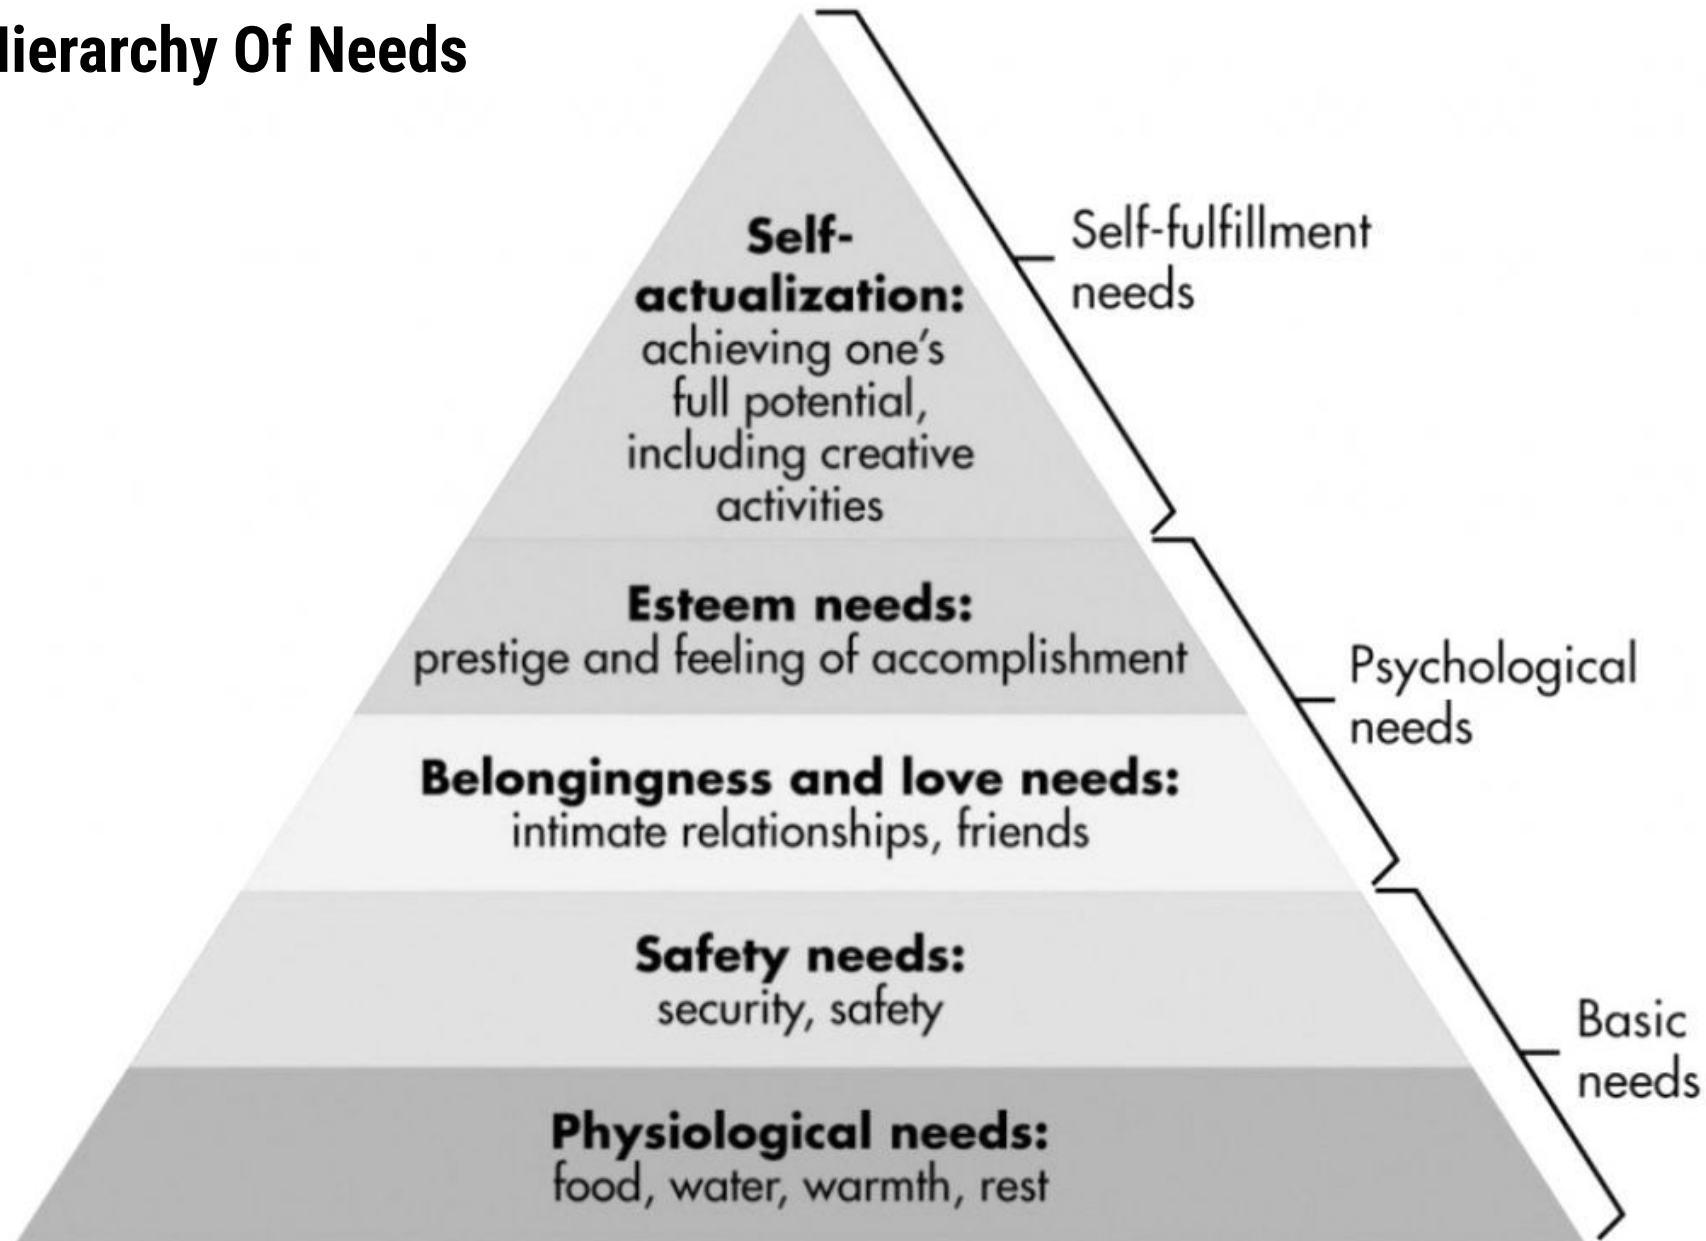 Hierarchy Of Needs
Self-
actualization:
achieving one's
full potential,
including creative
activities
Self-fulfillment
needs
Esteem needs:
prestige and feeling of accomplishment
Psychological
needs
Belongingness and love needs:
intimate relationships, friends
Safety needs:
security, safety
Basic
needs
Physiological needs:
food, water, warmth, rest